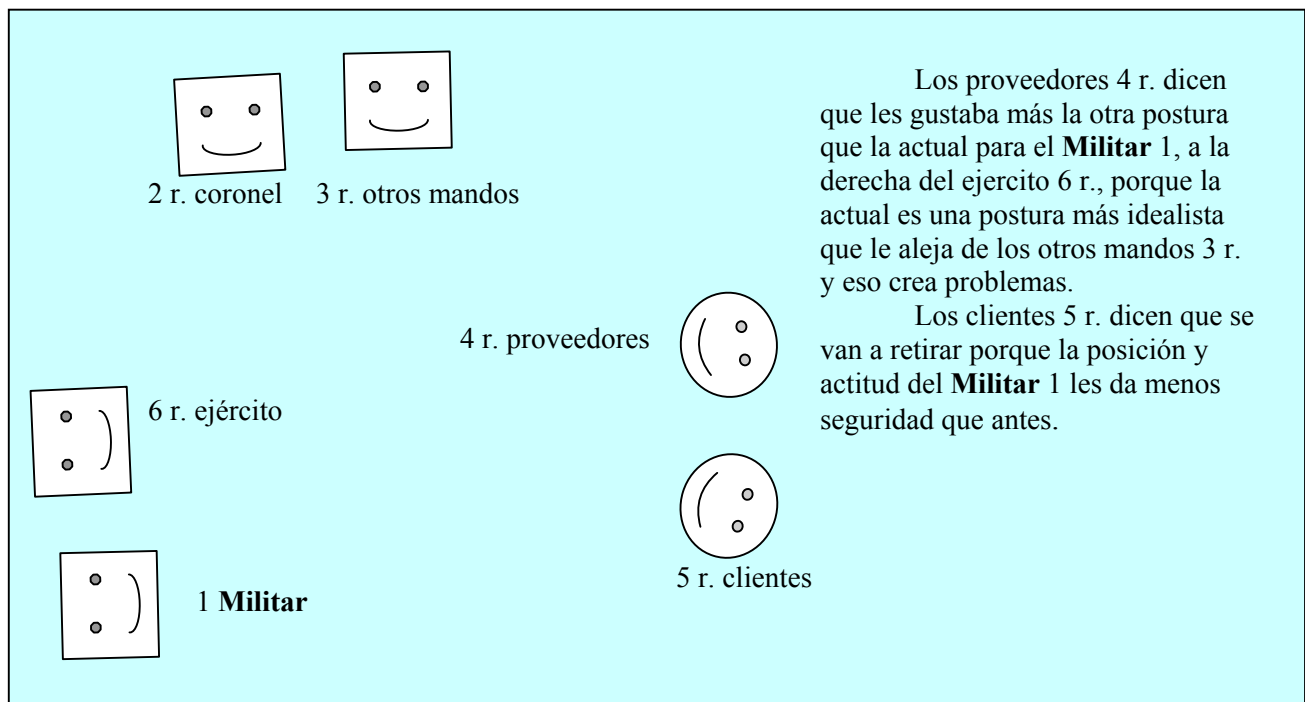 Los proveedores 4 r. dicen
que les gustaba más la otra postura
que la actual para el Militar 1, a la
derecha del ejercito 6 r., porque la
actual es una postura más idealista
que le aleja de los otros mandos 3 r.
y eso crea problemas.
Los clientes 5 r. dicen que se
van a retirar porque la posición y
actitud del Militar 1 les da menos
seguridad que antes.
2 r. coronel
3 r. otros mandos
4 r. proveedores
6 r. ejército
5 r. clientes
1 Militar